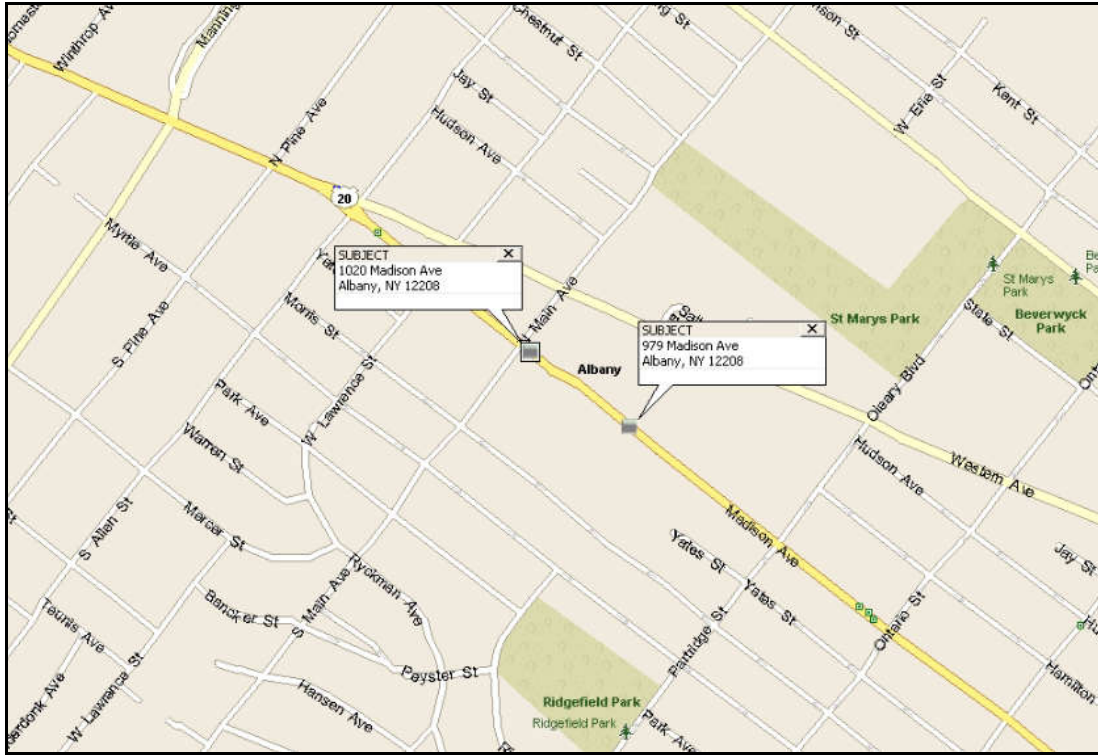 Winthrop Ave
Manning
Chestnut St
Jay St
Hudson Ave
N Pine Ave
20
W Erie St
Kent St
Myrtle Ave
S Pine Ave
Morris St
SUBJECT
1020 Madison Ave
Albany, NY 12208
N Main Ave
SUBJECT
979 Madison Ave
Albany, NY 12208
Albany
St Marys Park
St Marys
Park
Beverwyck
Park
State St
Oleary Blvd
Park Ave
Warren St
W Lawrence St
Mercer St
S Allen St
Hudson Ave
Western Ave
Madison Ave
Yates St
Yates St
Ontario St
Jay St
Hamilton
Ryckman Ave
S Main Ave
Bancker St
Teunis Ave
W Lawrence St
Peyster St
Hansen Ave
Partridge St
Ridgefield Park
Ridgefield Park
Park Ave